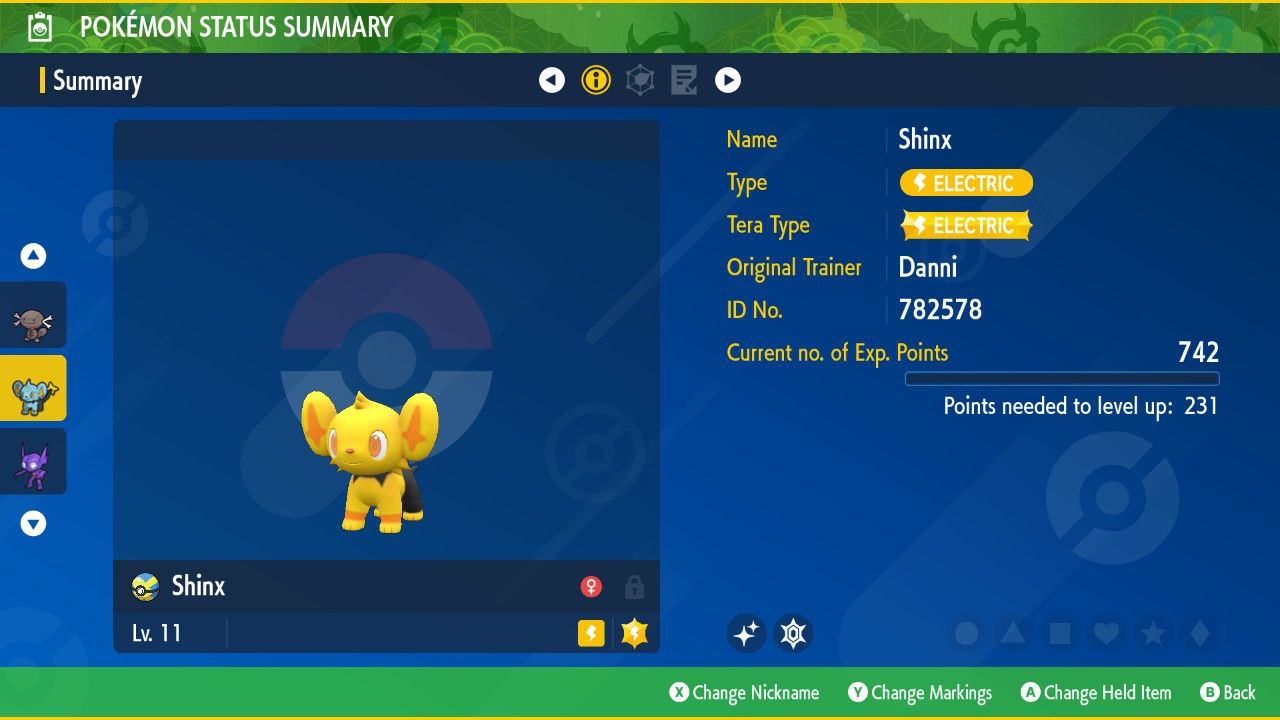 POKÉMON STATUS SUMMARY
Summary
Name Shinx
Type ELECTRIC
Tera Type ELECTRIC
Original Trainer Danni
ID No. 782578
Current no. of Exp. Points 742
Points needed to level up: 231
Shinx
Lv. 11
X Change Nickname Y Change Markings A Change Held Item B Back